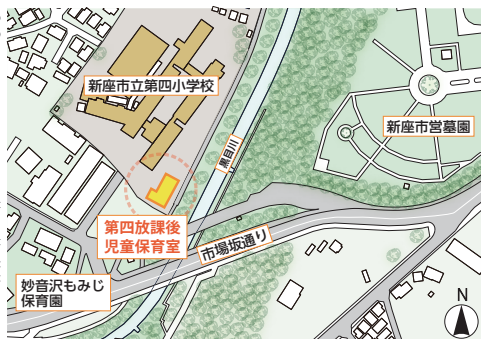 新座市立第四小学校
新座市営墓園
黒目川
第四放課後
児童保育室
市場坂通り
妙音沢もみじ
保育園
N